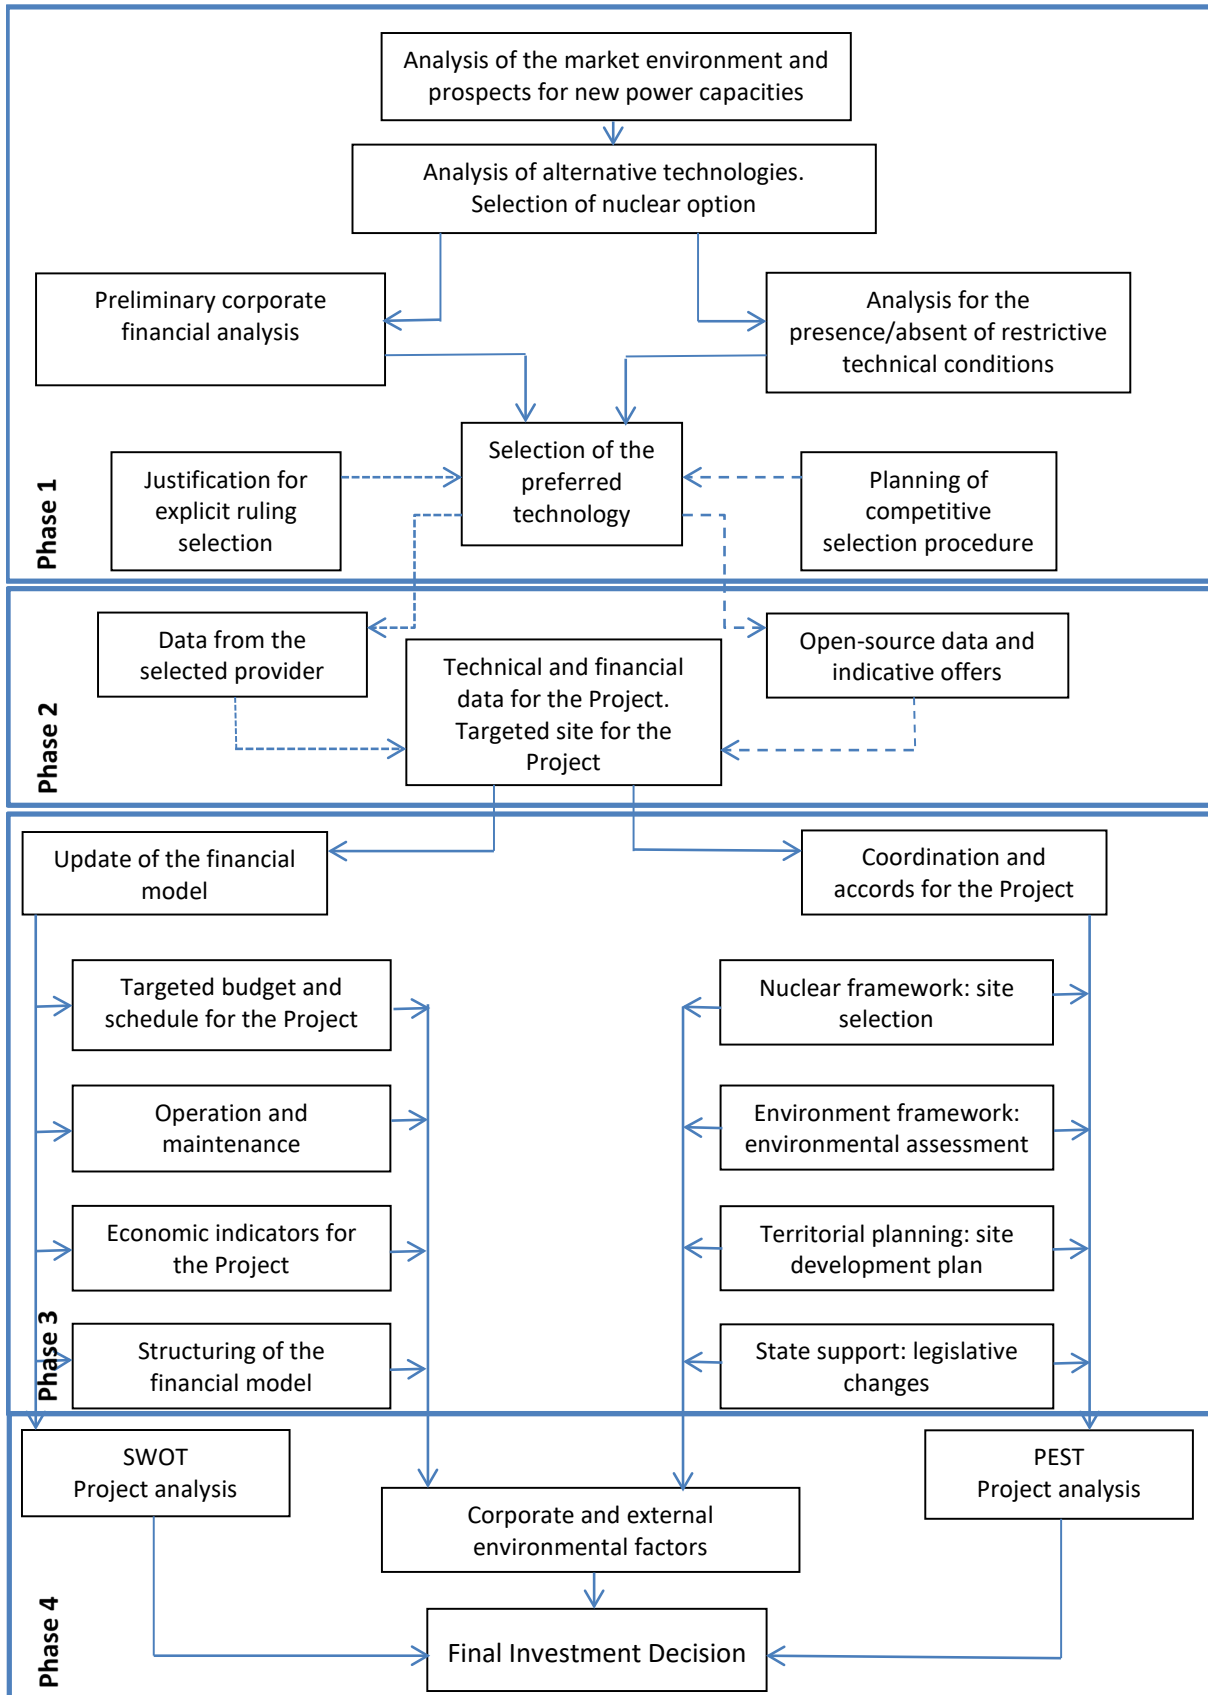 Analysis of the market environment and
prospects for new power capacities
Analysis of alternative technologies.
Selection of nuclear option
Preliminary corporate
financial analysis
Analysis for the
presence/absent of restrictive
technical conditions
Selection of the
preferred
technology
Justification for
explicit ruling
selection
Planning of
competitive
selection procedure
Phase 1
Data from the
selected provider
Technical and financial
data for the Project.
Targeted site for the
Project
Open-source data and
indicative offers
Phase 2
Update of the financial
model
Coordination and
accords for the Project
Targeted budget and
schedule for the Project
Nuclear framework: site
selection
Operation and
maintenance
Environment framework:
environmental assessment
Economic indicators for
the Project
Territorial planning: site
development plan
Structuring of the
financial model
State support: legislative
changes
Phase 3
SWOT
Project analysis
PEST
Project analysis
Corporate and external
environmental factors
Final Investment Decision
Phase 4